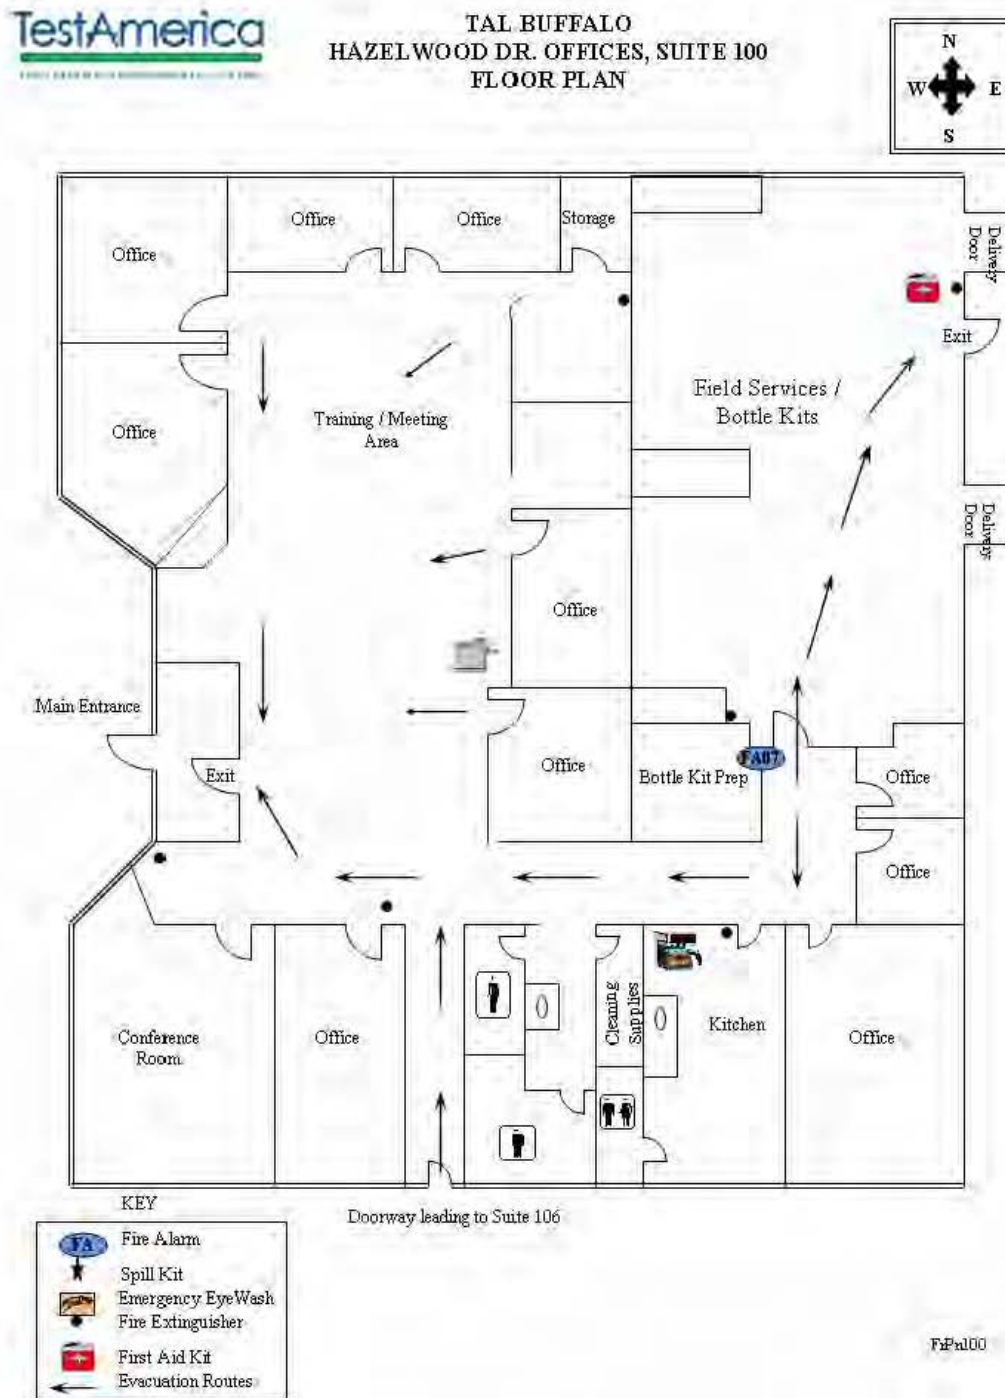 TestAmerica
TAL BUFFALO
HAZELWOOD DR. OFFICES, SUITE 100
FLOOR PLAN
N
W E
S
Office
Office
Office
Storage
Delivery
Door
Exit
Office
Training / Meeting
Area
Field Services /
Bottle Kits
Delivery
Door
Office
Main Entrance
Exit
Office
Bottle Kit Prep
FA07
Office
Office
Conference
Room
Office
Cleaning
Supplies
Kitchen
Office
Doorway leading to Suite 106
KEY
FA
Fire Alarm
Spill Kit
Emergency EyeWash
Fire Extinguisher
First Aid Kit
Evacuation Routes